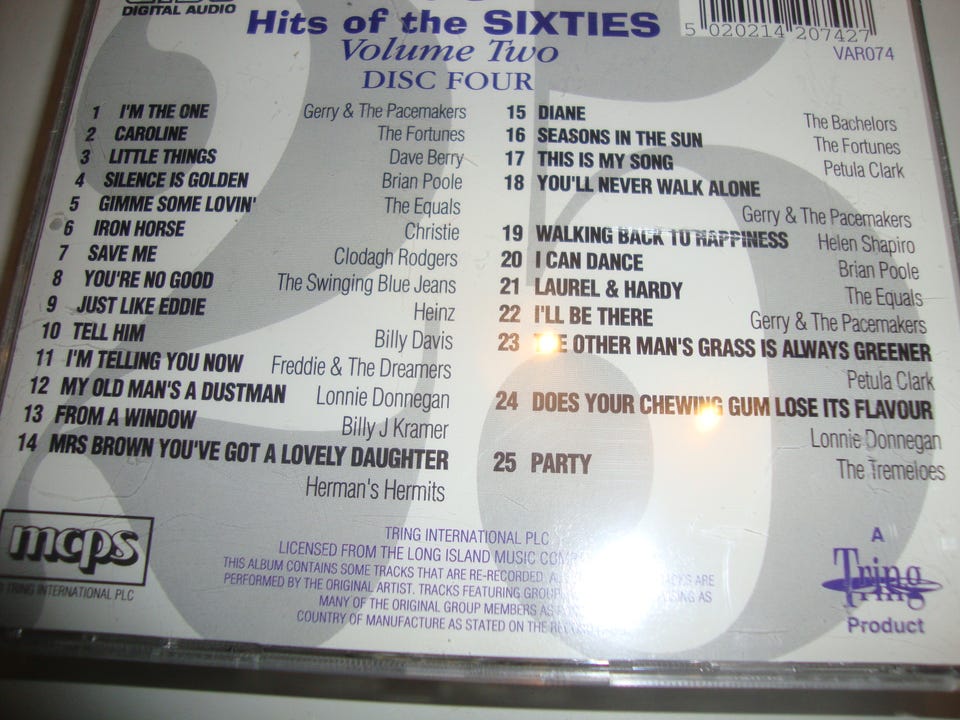 DIGITAL AUDIO
Hits of the SIXTIES
Volume Two
DISC FOUR
5 020214 207427
VAR074
1 I'M THE ONE Gerry & The Pacemakers
2 CAROLINE The Fortunes
3 LITTLE THINGS Dave Berry
4 SILENCE IS GOLDEN Brian Poole
5 GIMME SOME LOVIN' The Equals
6 IRON HORSE Christie
7 SAVE ME Clodagh Rodgers
8 YOU'RE NO GOOD The Swinging Blue Jeans
9 JUST LIKE EDDIE Heinz
10 TELL HIM Billy Davis
11 I'M TELLING YOU NOW Freddie & The Dreamers
12 MY OLD MAN'S A DUSTMAN Lonnie Donnegan
13 FROM A WINDOW Billy J Kramer
14 MRS BROWN YOU'VE GOT A LOVELY DAUGHTER
Herman's Hermits
15 DIANE The Bachelors
16 SEASONS IN THE SUN The Fortunes
17 THIS IS MY SONG Petula Clark
18 YOU'LL NEVER WALK ALONE
Gerry & The Pacemakers
19 WALKING BACK TO HAPPINESS Helen Shapiro
20 I CAN DANCE Brian Poole
21 LAUREL & HARDY The Equals
22 I'LL BE THERE Gerry & The Pacemakers
23 THE OTHER MAN'S GRASS IS ALWAYS GREENER
Petula Clark
24 DOES YOUR CHEWING GUM LOSE ITS FLAVOUR
Lonnie Donnegan
25 PARTY The Tremeloes
mcps
TRING INTERNATIONAL PLC
TRING INTERNATIONAL PLC
LICENSED FROM THE LONG ISLAND MUSIC
THIS ALBUM CONTAINS SOME TRACKS THAT ARE RE-RECORDED ARE
PERFORMED BY THE ORIGINAL ARTIST. TRACKS FEATURING AS
MANY OF THE ORIGINAL GROUP MEMBERS AS
COUNTRY OF MANUFACTURE AS STATED ON THE
A
Tring
Product